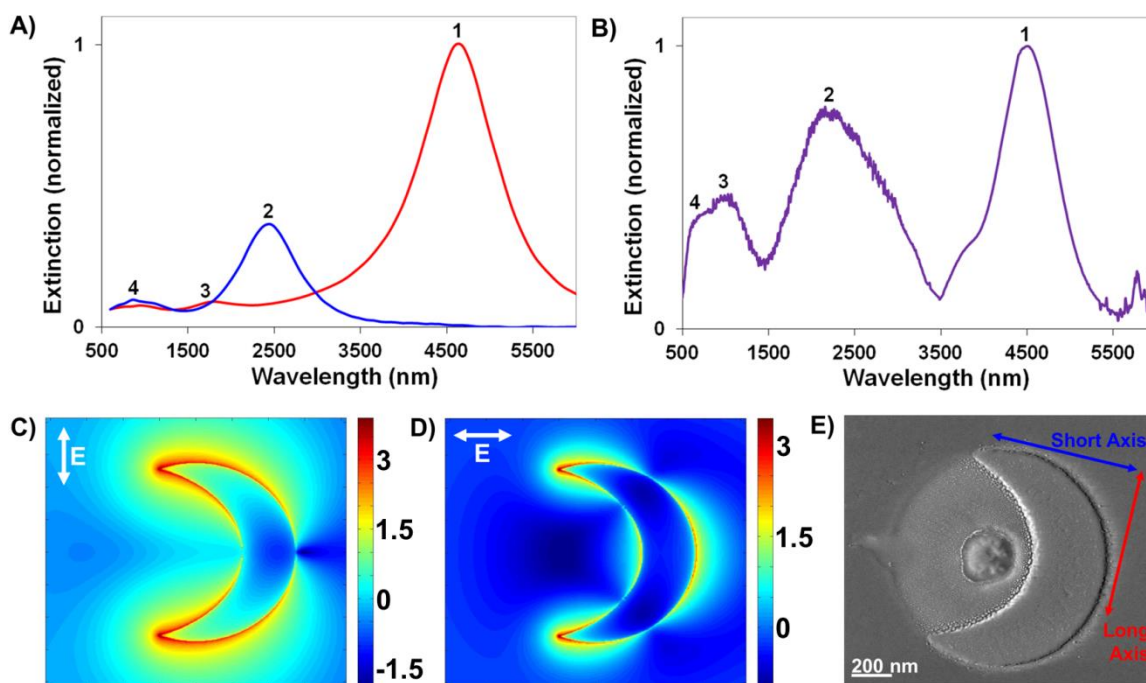 A)
Extinction (normalized)
1
0
1
2
3
4
500 1500 2500 3500 4500 5500
Wavelength (nm)
B)
Extinction (normalized)
1
0
1
2
3
4
500 1500 2500 3500 4500 5500
Wavelength (nm)
C)
E
3
1.5
0
-1.5
D)
E
3
1.5
0
E)
Short Axis
Long
Axis
200 nm